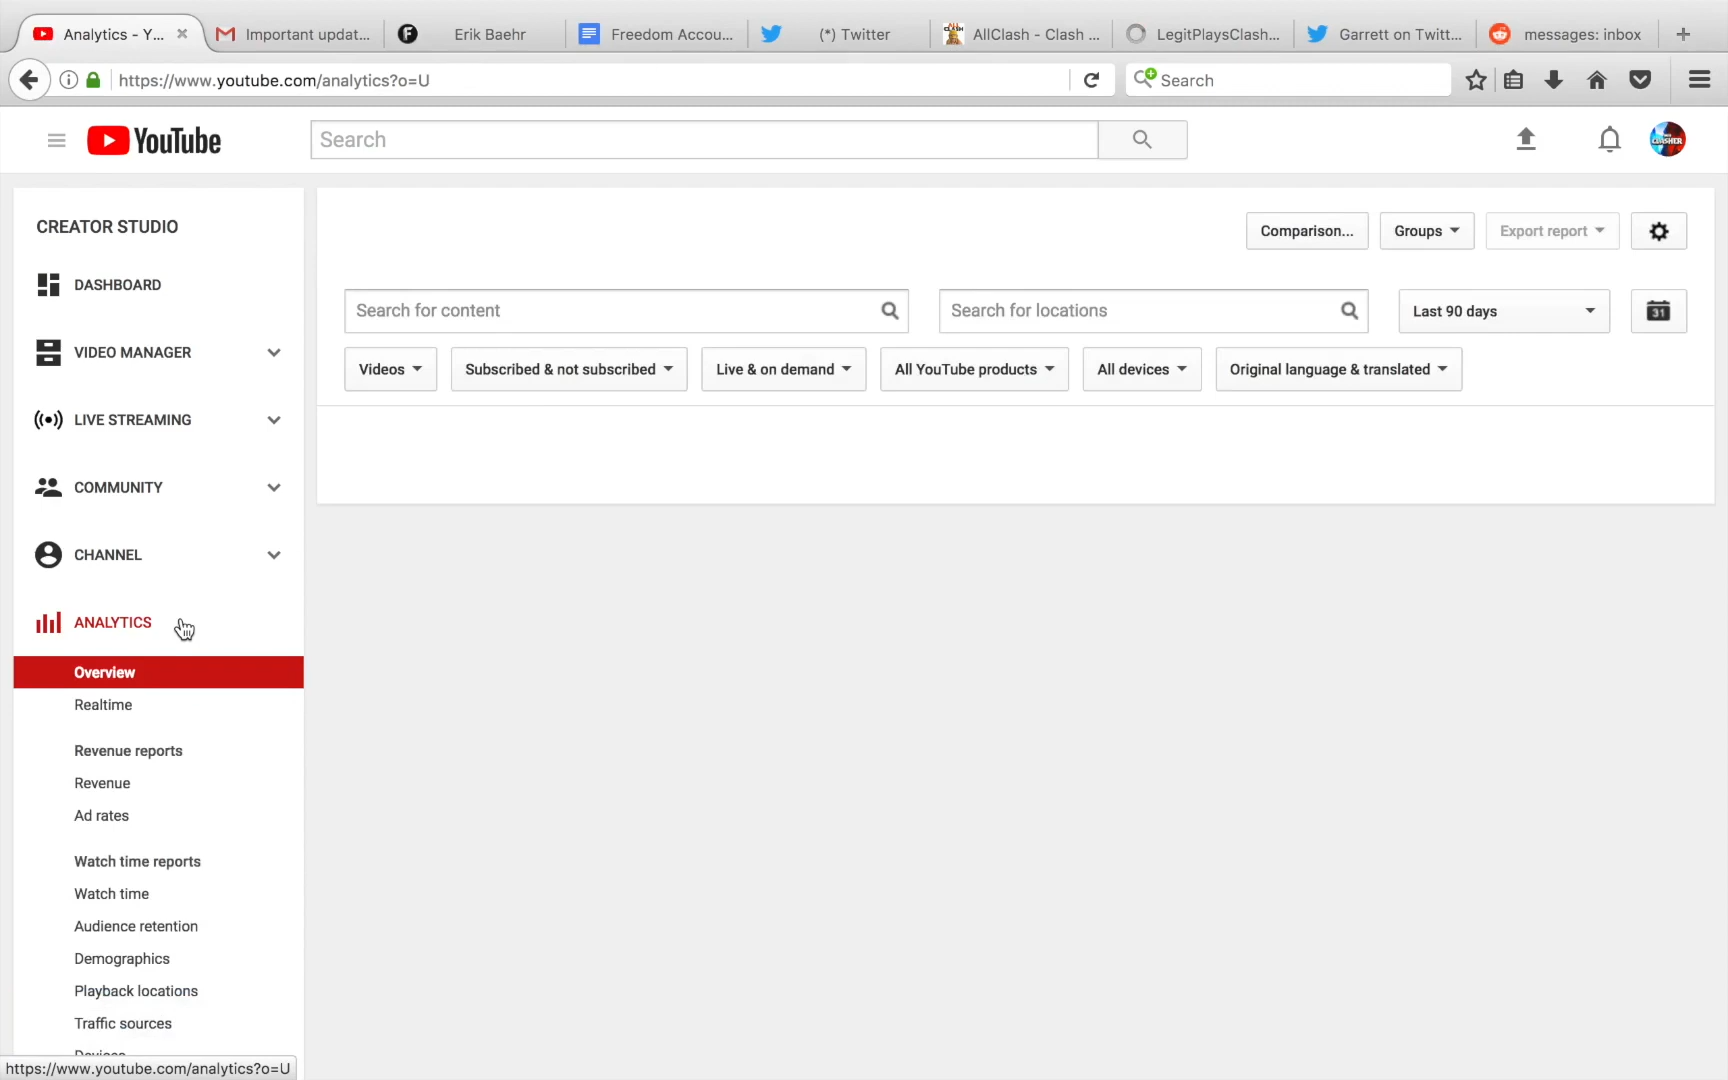 Analytics - Y...
Important updat...
Erik Baehr
Freedom Accou...
(*) Twitter
AllClash - Clash ...
LegitPlaysClash...
Garrett on Twitt...
messages: inbox
https://www.youtube.com/analytics?o=U
Search
YouTube
Search
CREATOR STUDIO
DASHBOARD
VIDEO MANAGER
LIVE STREAMING
COMMUNITY
CHANNEL
ANALYTICS
Overview
Realtime
Revenue reports
Revenue
Ad rates
Watch time reports
Watch time
Audience retention
Demographics
Playback locations
Traffic sources
Devices
https://www.youtube.com/analytics?o=U
Comparison...
Groups
Export report
Search for content
Search for locations
Last 90 days
31
Videos
Subscribed & not subscribed
Live & on demand
All YouTube products
All devices
Original language & translated